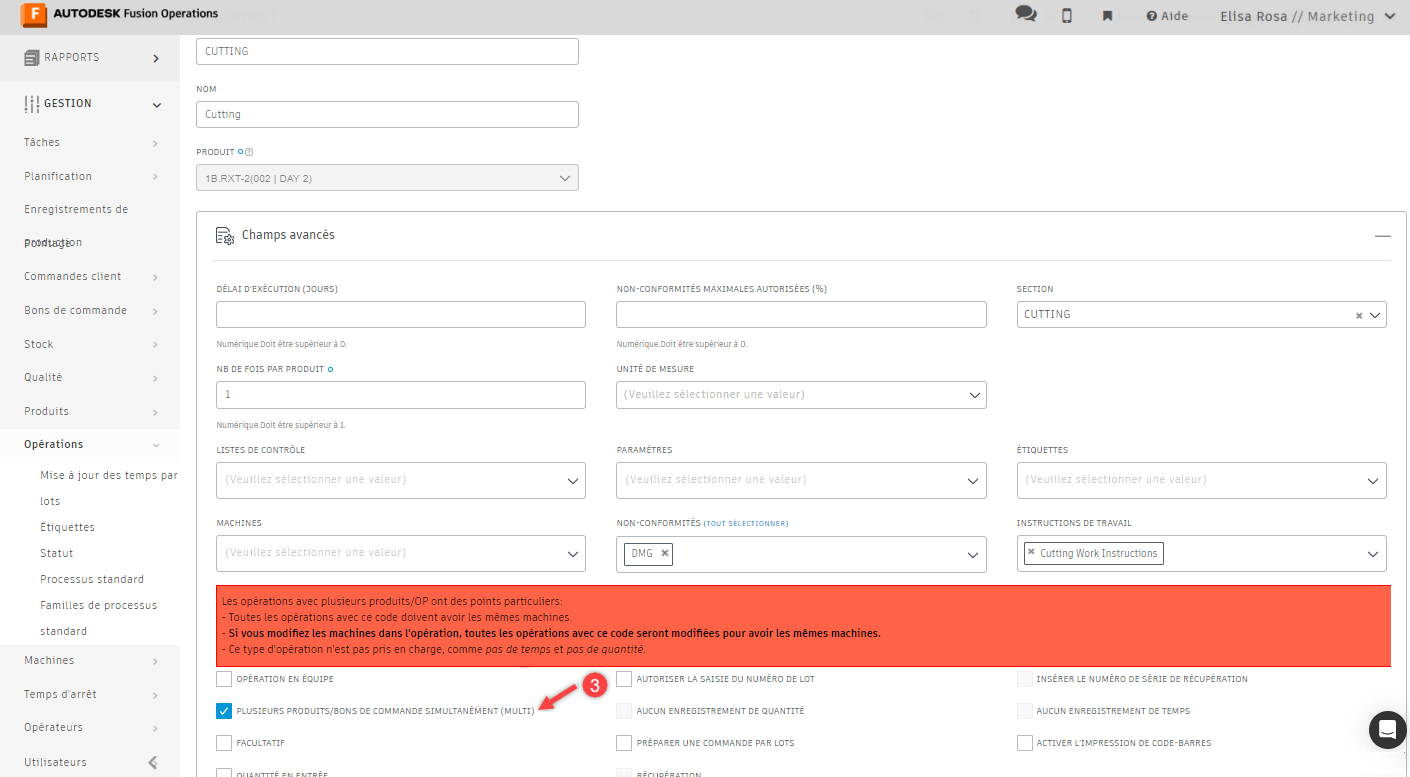 AUTODESK Fusion Operations
Aide
Elisa Rosa // Marketing
RAPPORTS
GESTION
Tâches
Planification
Enregistrements de
production
Pointage
Commandes client
Bons de commande
Stock
Qualité
Produits
Opérations
Mise à jour des temps par
lots
Étiquettes
Statut
Processus standard
Familles de processus
standard
Machines
Temps d'arrêt
Opérateurs
Utilisateurs
CUTTING
NOM
Cutting
PRODUIT
1B.RXT-2(002 | DAY 2)
Champs avancés
DÉLAI D'EXÉCUTION (JOURS)
NON-CONFORMITÉS MAXIMALES AUTORISÉES (%)
SECTION
CUTTING
Numérique.Doit être supérieur à 0.
Numérique.Doit être supérieur à 0.
NB DE FOIS PAR PRODUIT
UNITÉ DE MESURE
1
(Veuillez sélectionner une valeur)
Numérique.Doit être supérieur à 1.
LISTES DE CONTRÔLE
PARAMÈTRES
ÉTIQUETTES
(Veuillez sélectionner une valeur)
(Veuillez sélectionner une valeur)
(Veuillez sélectionner une valeur)
MACHINES
NON-CONFORMITÉS (TOUT SÉLECTIONNER)
INSTRUCTIONS DE TRAVAIL
(Veuillez sélectionner une valeur)
DMG
Cutting Work Instructions
Les opérations avec plusieurs produits/OP ont des points particuliers:
- Toutes les opérations avec ce code doivent avoir les mêmes machines.
- Si vous modifiez les machines dans l'opération, toutes les opérations avec ce code seront modifiées pour avoir les mêmes machines.
- Ce type d'opération n'est pas pris en charge, comme pas de temps et pas de quantité.
OPÉRATION EN ÉQUIPE
AUTORISER LA SAISIE DU NUMÉRO DE LOT
INSÉRER LE NUMÉRO DE SÉRIE DE RÉCUPÉRATION
3
PLUSIEURS PRODUITS/BONS DE COMMANDE SIMULTANÉMENT (MULTI)
AUCUN ENREGISTREMENT DE QUANTITÉ
AUCUN ENREGISTREMENT DE TEMPS
FACULTATIF
PRÉPARER UNE COMMANDE PAR LOTS
ACTIVER L'IMPRESSION DE CODE-BARRES
QUANTITÉ EN ENTRÉE
RÉCUPÉRATION